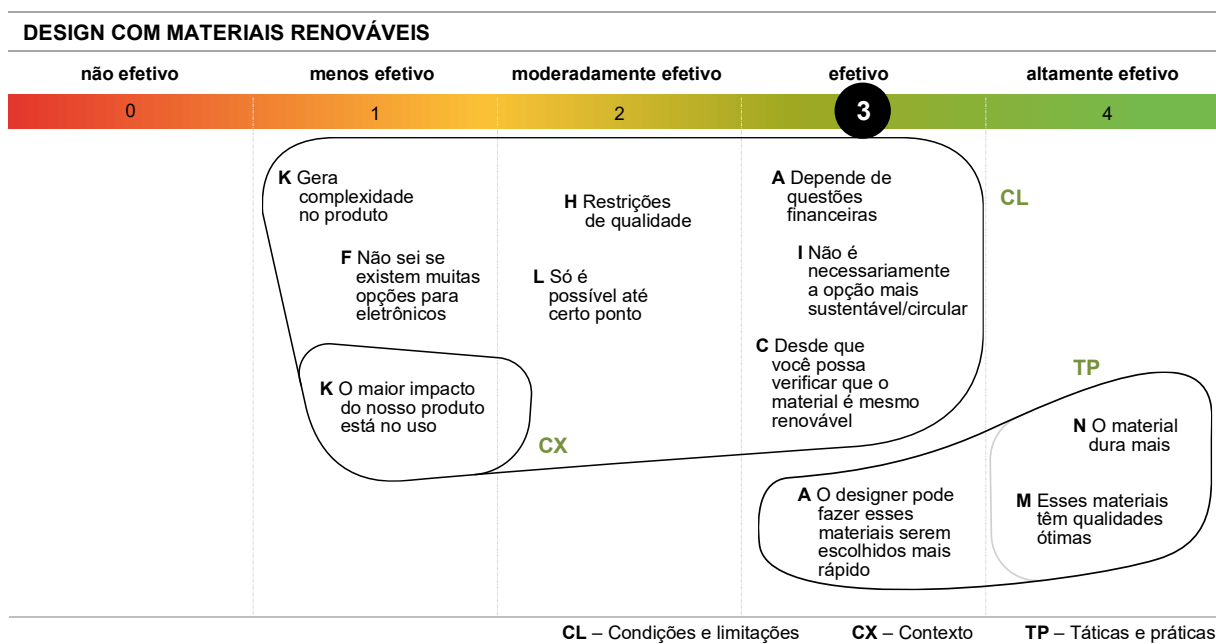 DESIGN COM MATERIAIS RENOVÁVEIS
não efetivo
menos efetivo
moderadamente efetivo
efetivo
altamente efetivo
0
1
2
3
4
K Gera
complexidade
no produto
F Não sei se
existem muitas
opções para
eletrônicos
K O maior impacto
do nosso produto
está no uso
CX
H Restrições
de qualidade
L Só é
possível até
certo ponto
A Depende de
questões
financeiras
I Não é
necessariamente
a opção mais
sustentável/circular
C Desde que
você possa
verificar que o
material é mesmo
renovável
CL
TP
A O designer pode
fazer esses
materiais serem
escolhidos mais
rápido
N O material
dura mais
M Esses materiais
têm qualidades
ótimas
CL – Condições e limitações CX – Contexto TP – Táticas e práticas